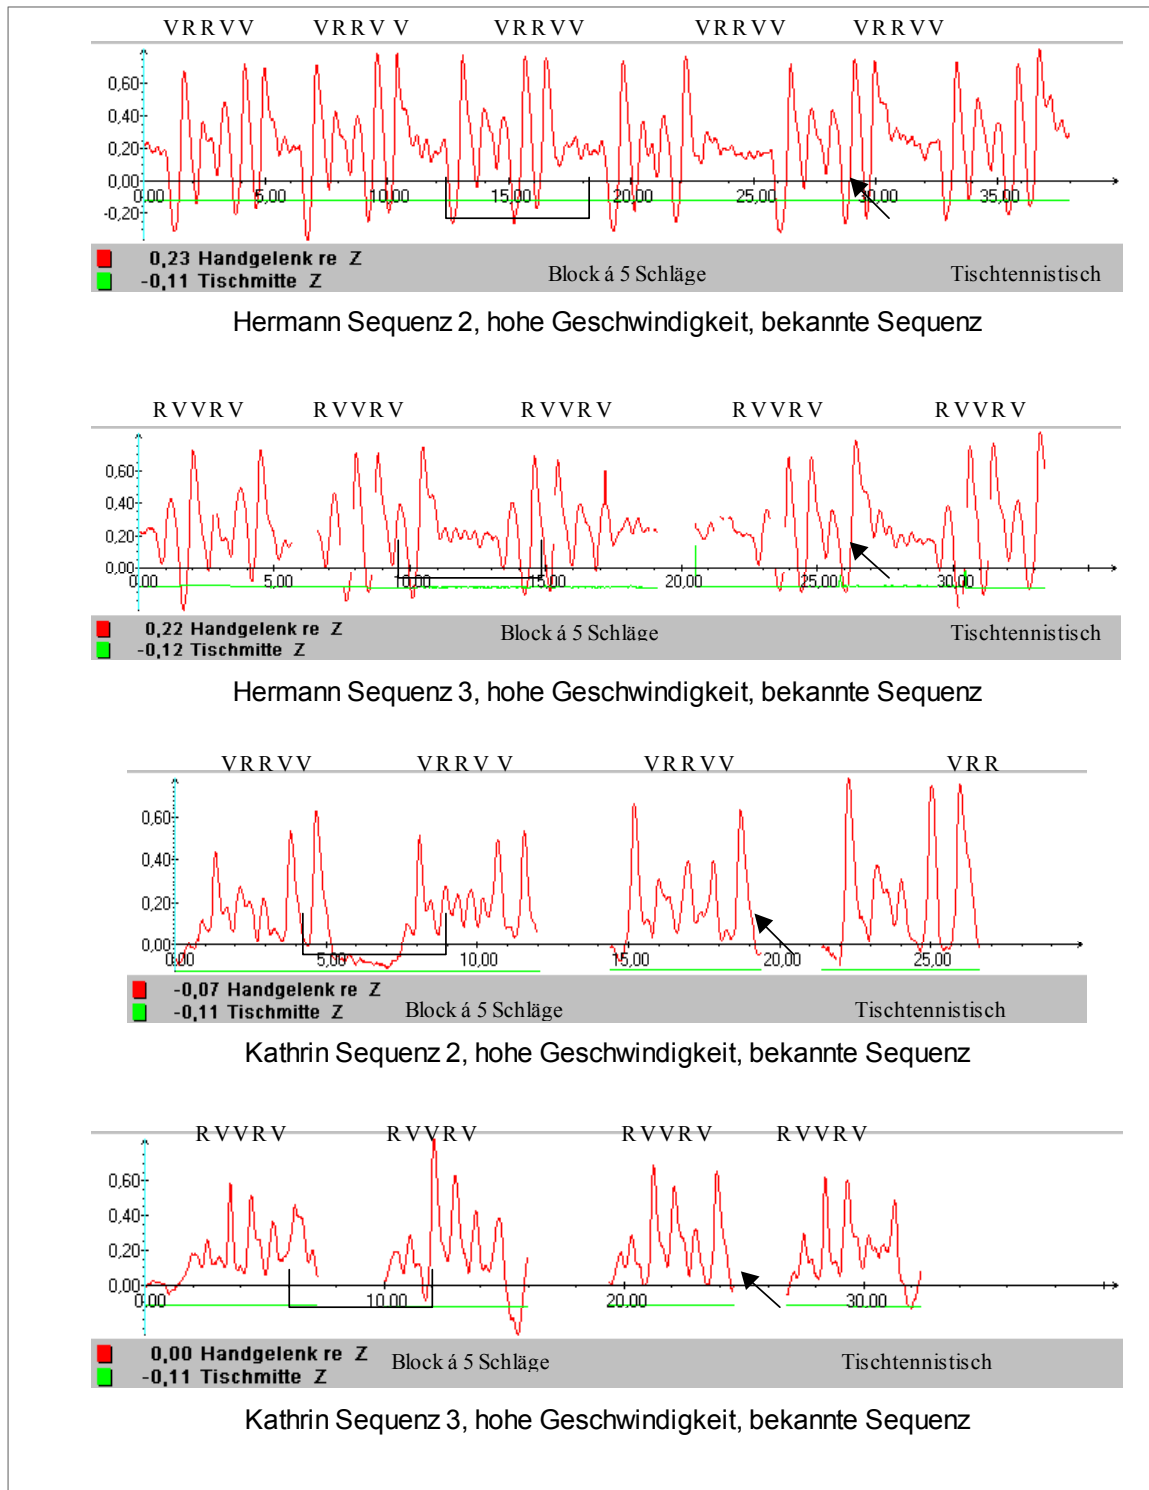 VRRVV VRRV V VRRVV VRRVV VRRVV
0,60
0,40
0,20
0,00
-0,20
0,00 5,00 10,00 15,00 20,00 25,00 30,00 35,00
0,23 Handgelenk re Z
-0,11 Tischmitte Z
Block á 5 Schläge Tischtennistisch
Hermann Sequenz 2, hohe Geschwindigkeit, bekannte Sequenz
RVVRV RVVRV RVVRV RVVRV RVVRV
0,60
0,40
0,20
0,00
0,00 5,00 10,00 15,00 20,00 25,00 30,00
0,22 Handgelenk re Z
-0,12 Tischmitte Z
Block á 5 Schläge Tischtennistisch
Hermann Sequenz 3, hohe Geschwindigkeit, bekannte Sequenz
VRRVV VRRV V VRRVV VRR
0,60
0,40
0,20
0,00
0,00 5,00 10,00 15,00 20,00 25,00
-0,07 Handgelenk re Z
-0,11 Tischmitte Z
Block á 5 Schläge Tischtennistisch
Kathrin Sequenz 2, hohe Geschwindigkeit, bekannte Sequenz
RVVRV RVVRV RVVRV RVVRV
0,60
0,40
0,20
0,00
0,00 10,00 20,00 30,00
0,00 Handgelenk re Z
-0,11 Tischmitte Z
Block á 5 Schläge Tischtennistisch
Kathrin Sequenz 3, hohe Geschwindigkeit, bekannte Sequenz